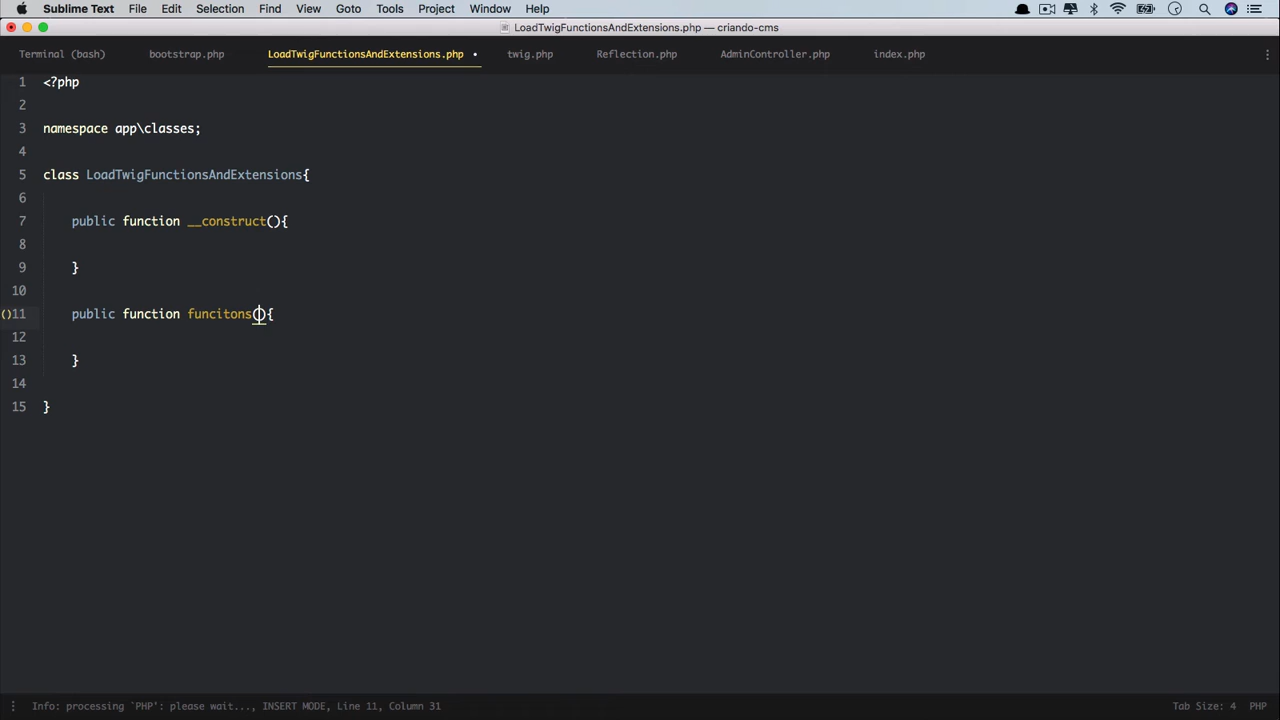 Sublime Text File Edit Selection Find View Goto Tools Project Window Help
LoadTwigFunctionsAndExtensions.php — criando-cms
Terminal (bash) bootstrap.php LoadTwigFunctionsAndExtensions.php • twig.php Reflection.php AdminController.php index.php
1 <?php
2
3 namespace app\classes;
4
5 class LoadTwigFunctionsAndExtensions{
6
7 public function __construct(){
8
9 }
10
()11 public function funcitons(){
12
13 }
14
15 }
Info: processing `PHP`: please wait..., INSERT MODE, Line 11, Column 31 Tab Size: 4 PHP